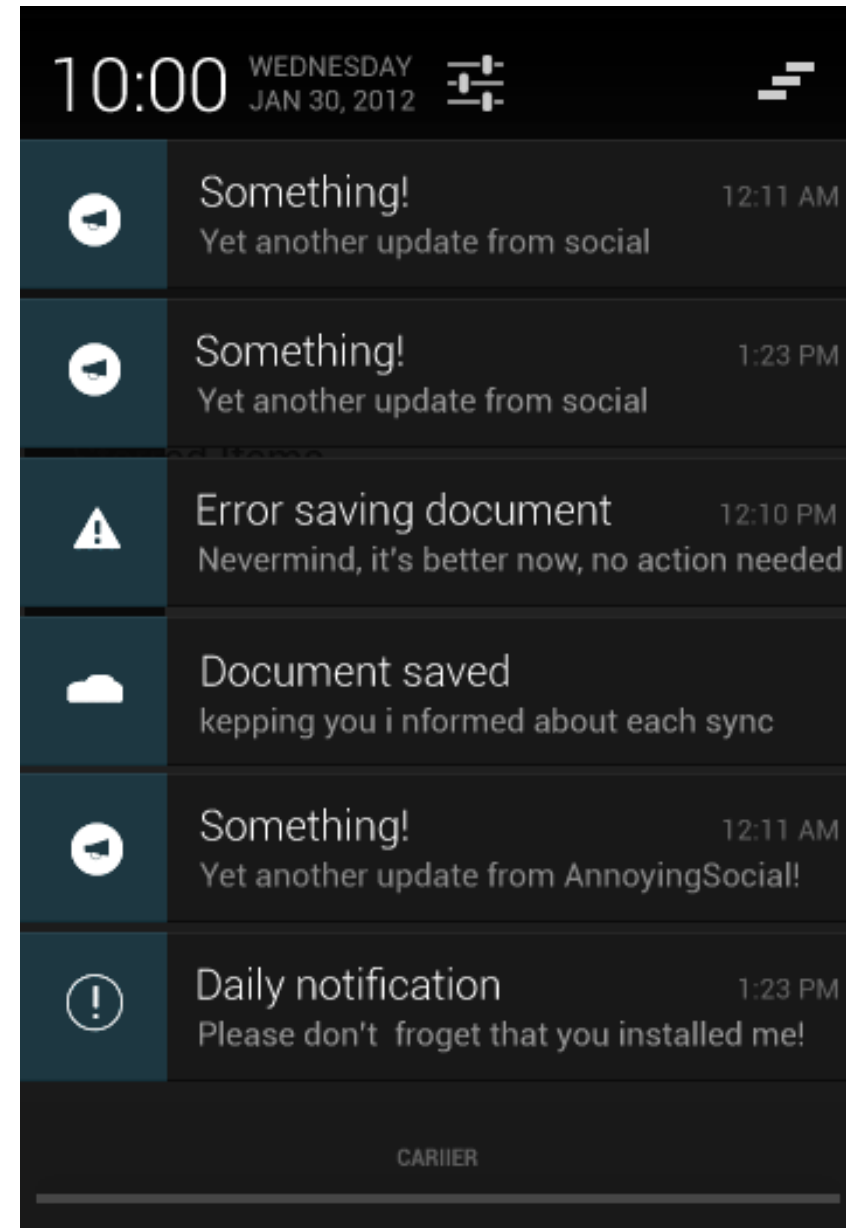 10:00
WEDNESDAY
JAN 30, 2012
Something!
12:11 AM
Yet another update from social
Something!
1:23 PM
Yet another update from social
Error saving document
12:10 PM
Nevermind, it's better now, no action needed
Document saved
kepping you i nformed about each sync
Something!
12:11 AM
Yet another update from AnnoyingSocial!
Daily notification
1:23 PM
Please don't  froget that you installed me!
CARIIER